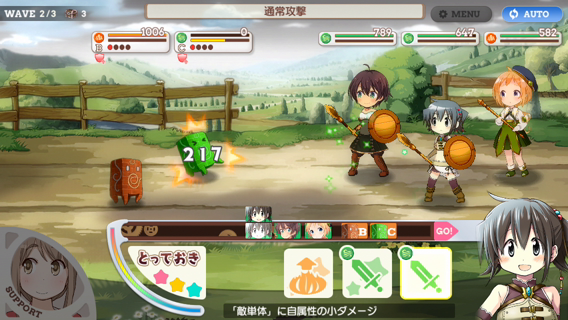 WAVE 2/3 3
通常攻撃
MENU
AUTO
1006
B
0
C
789
647
582
217
B
C
GO!
とっておき
SUPPORT
「敵単体」に自属性の小ダメージ